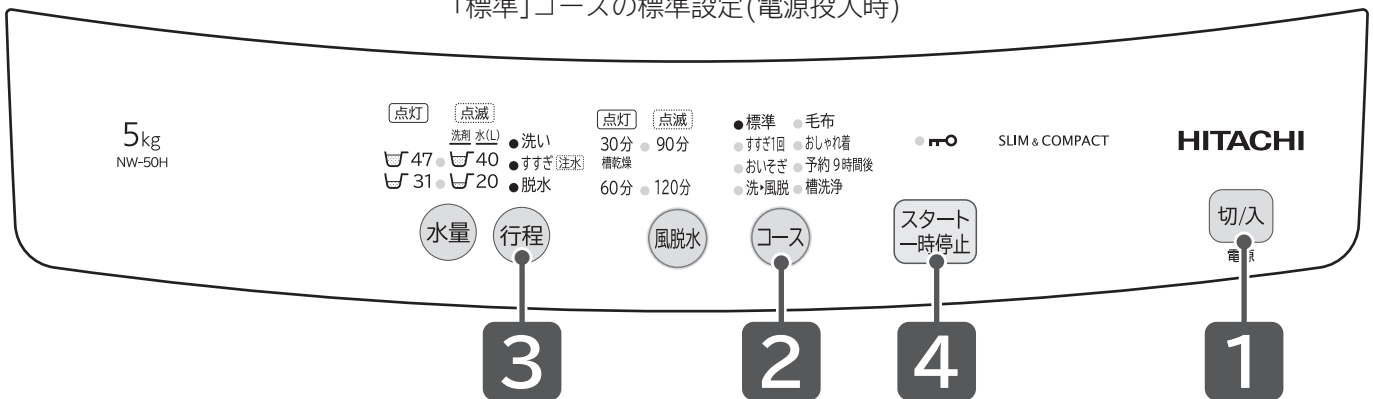 「標準」コースの標準設定(電源投入時)
5kg
NW-50H
点灯 点滅
洗剤 水(L)
47 40
31 20
洗い
すすぎ 注水
脱水
水量
行程
点灯 点滅
30分 90分
槽乾燥
60分 120分
風脱水
標準 毛布
すすぎ1回 おしゃれ着
おいそぎ 予約 9時間後
洗・風脱 槽洗浄
コース
スタート
一時停止
SLIM & COMPACT
HITACHI
切/入
電源
3
2
4
1